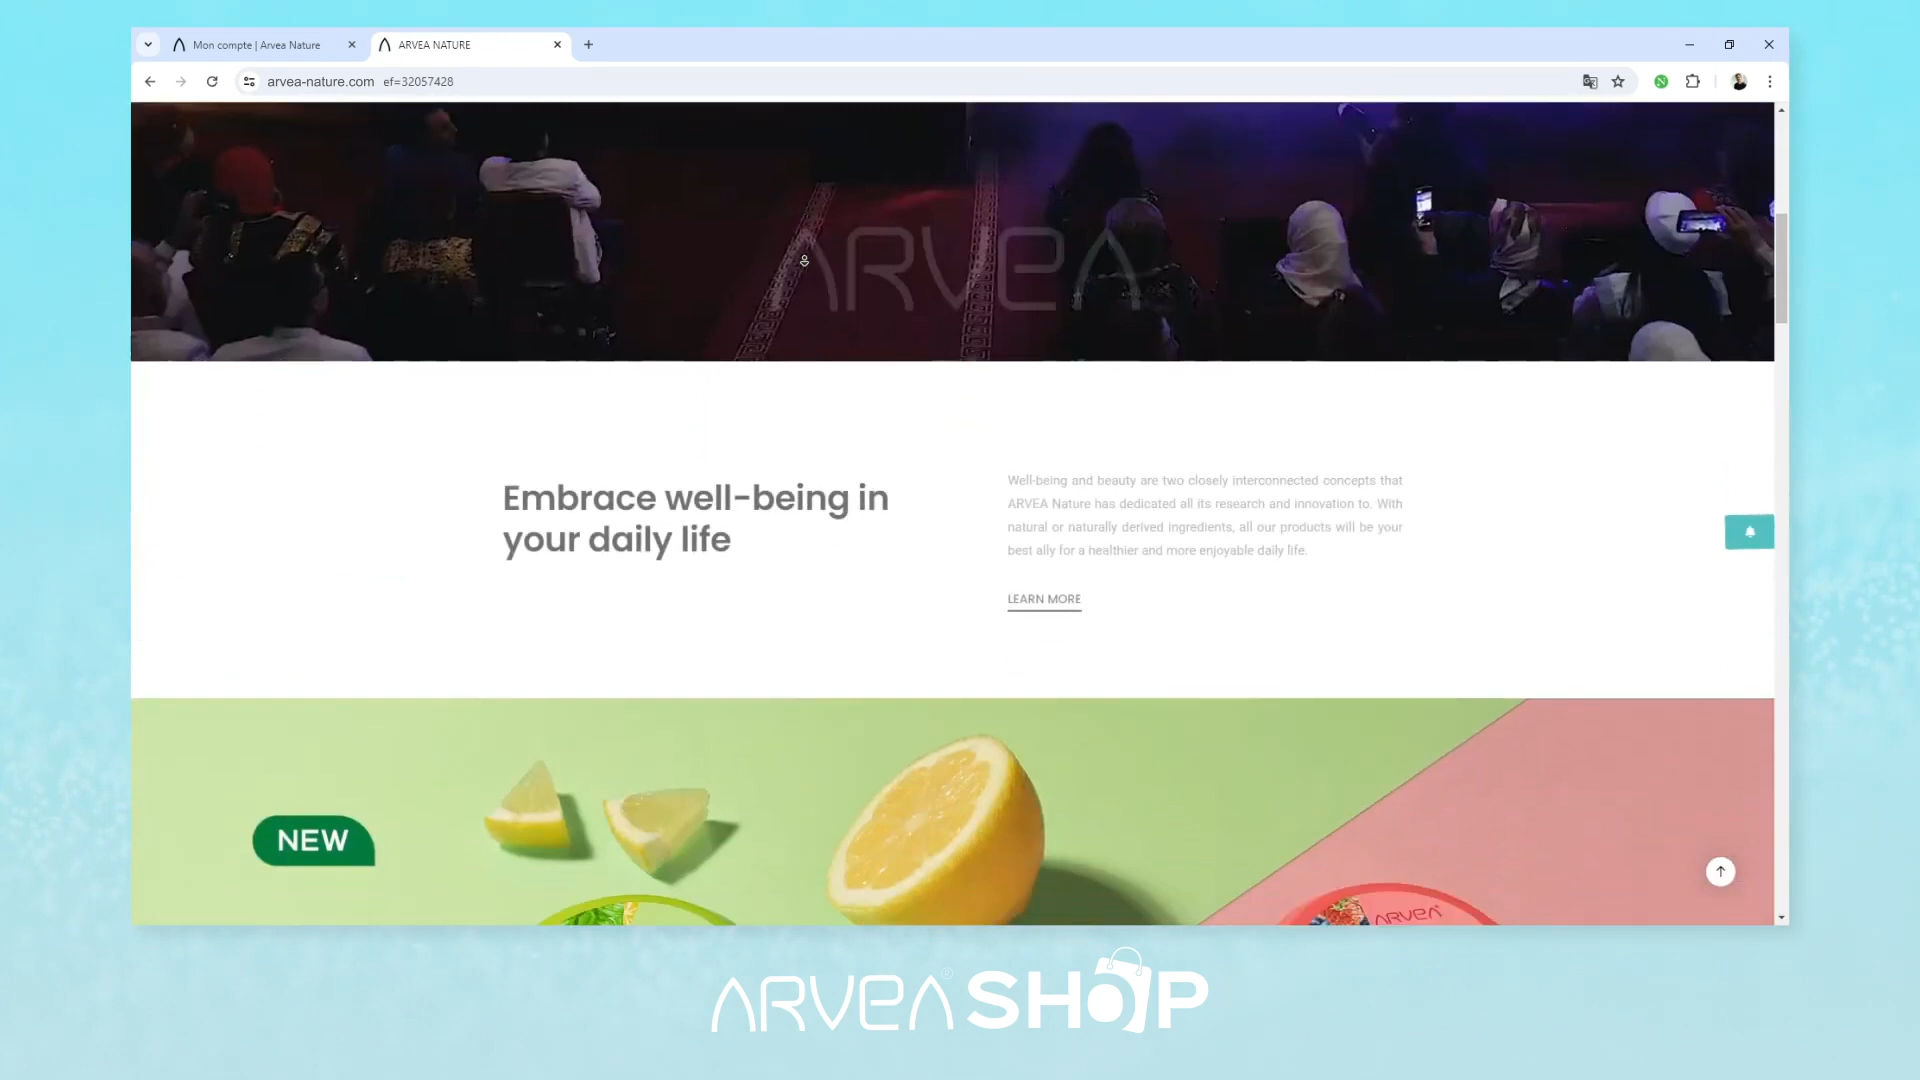 Mon compte | Arvea Nature
ARVEA NATURE
arvea-nature.com ef=32057428
ARVEA
Embrace well-being in
your daily life
Well-being and beauty are two closely interconnected concepts that
ARVEA Nature has dedicated all its research and innovation to. With
natural or naturally derived ingredients, all our products will be your
best ally for a healthier and more enjoyable daily life.
LEARN MORE
NEW
ARVEA
ARVEA® SHOP